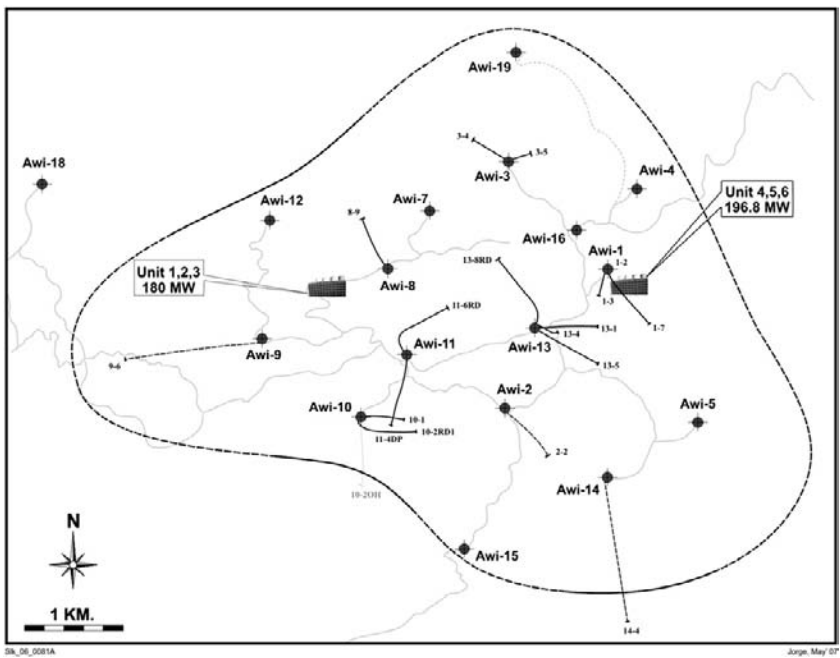 Awi-19
3-4
3-5
Awi-3
Awi-18
Awi-4
Unit 4,5,6
196.8 MW
Awi-12
Awi-7
8-9
Awi-16
Awi-1
1-2
13-8RD
Unit 1,2,3
180 MW
Awi-8
1-3
11-6RD
1-7
13-1
13-4
Awi-13
Awi-9
Awi-11
9-6
13-5
Awi-2
Awi-10
10-1
Awi-5
11-4DP
10-2RD1
2-2
Awi-14
10-2OH
N
Awi-15
1 KM.
14-4
Slk_06_0081A
Jorge, May' 07